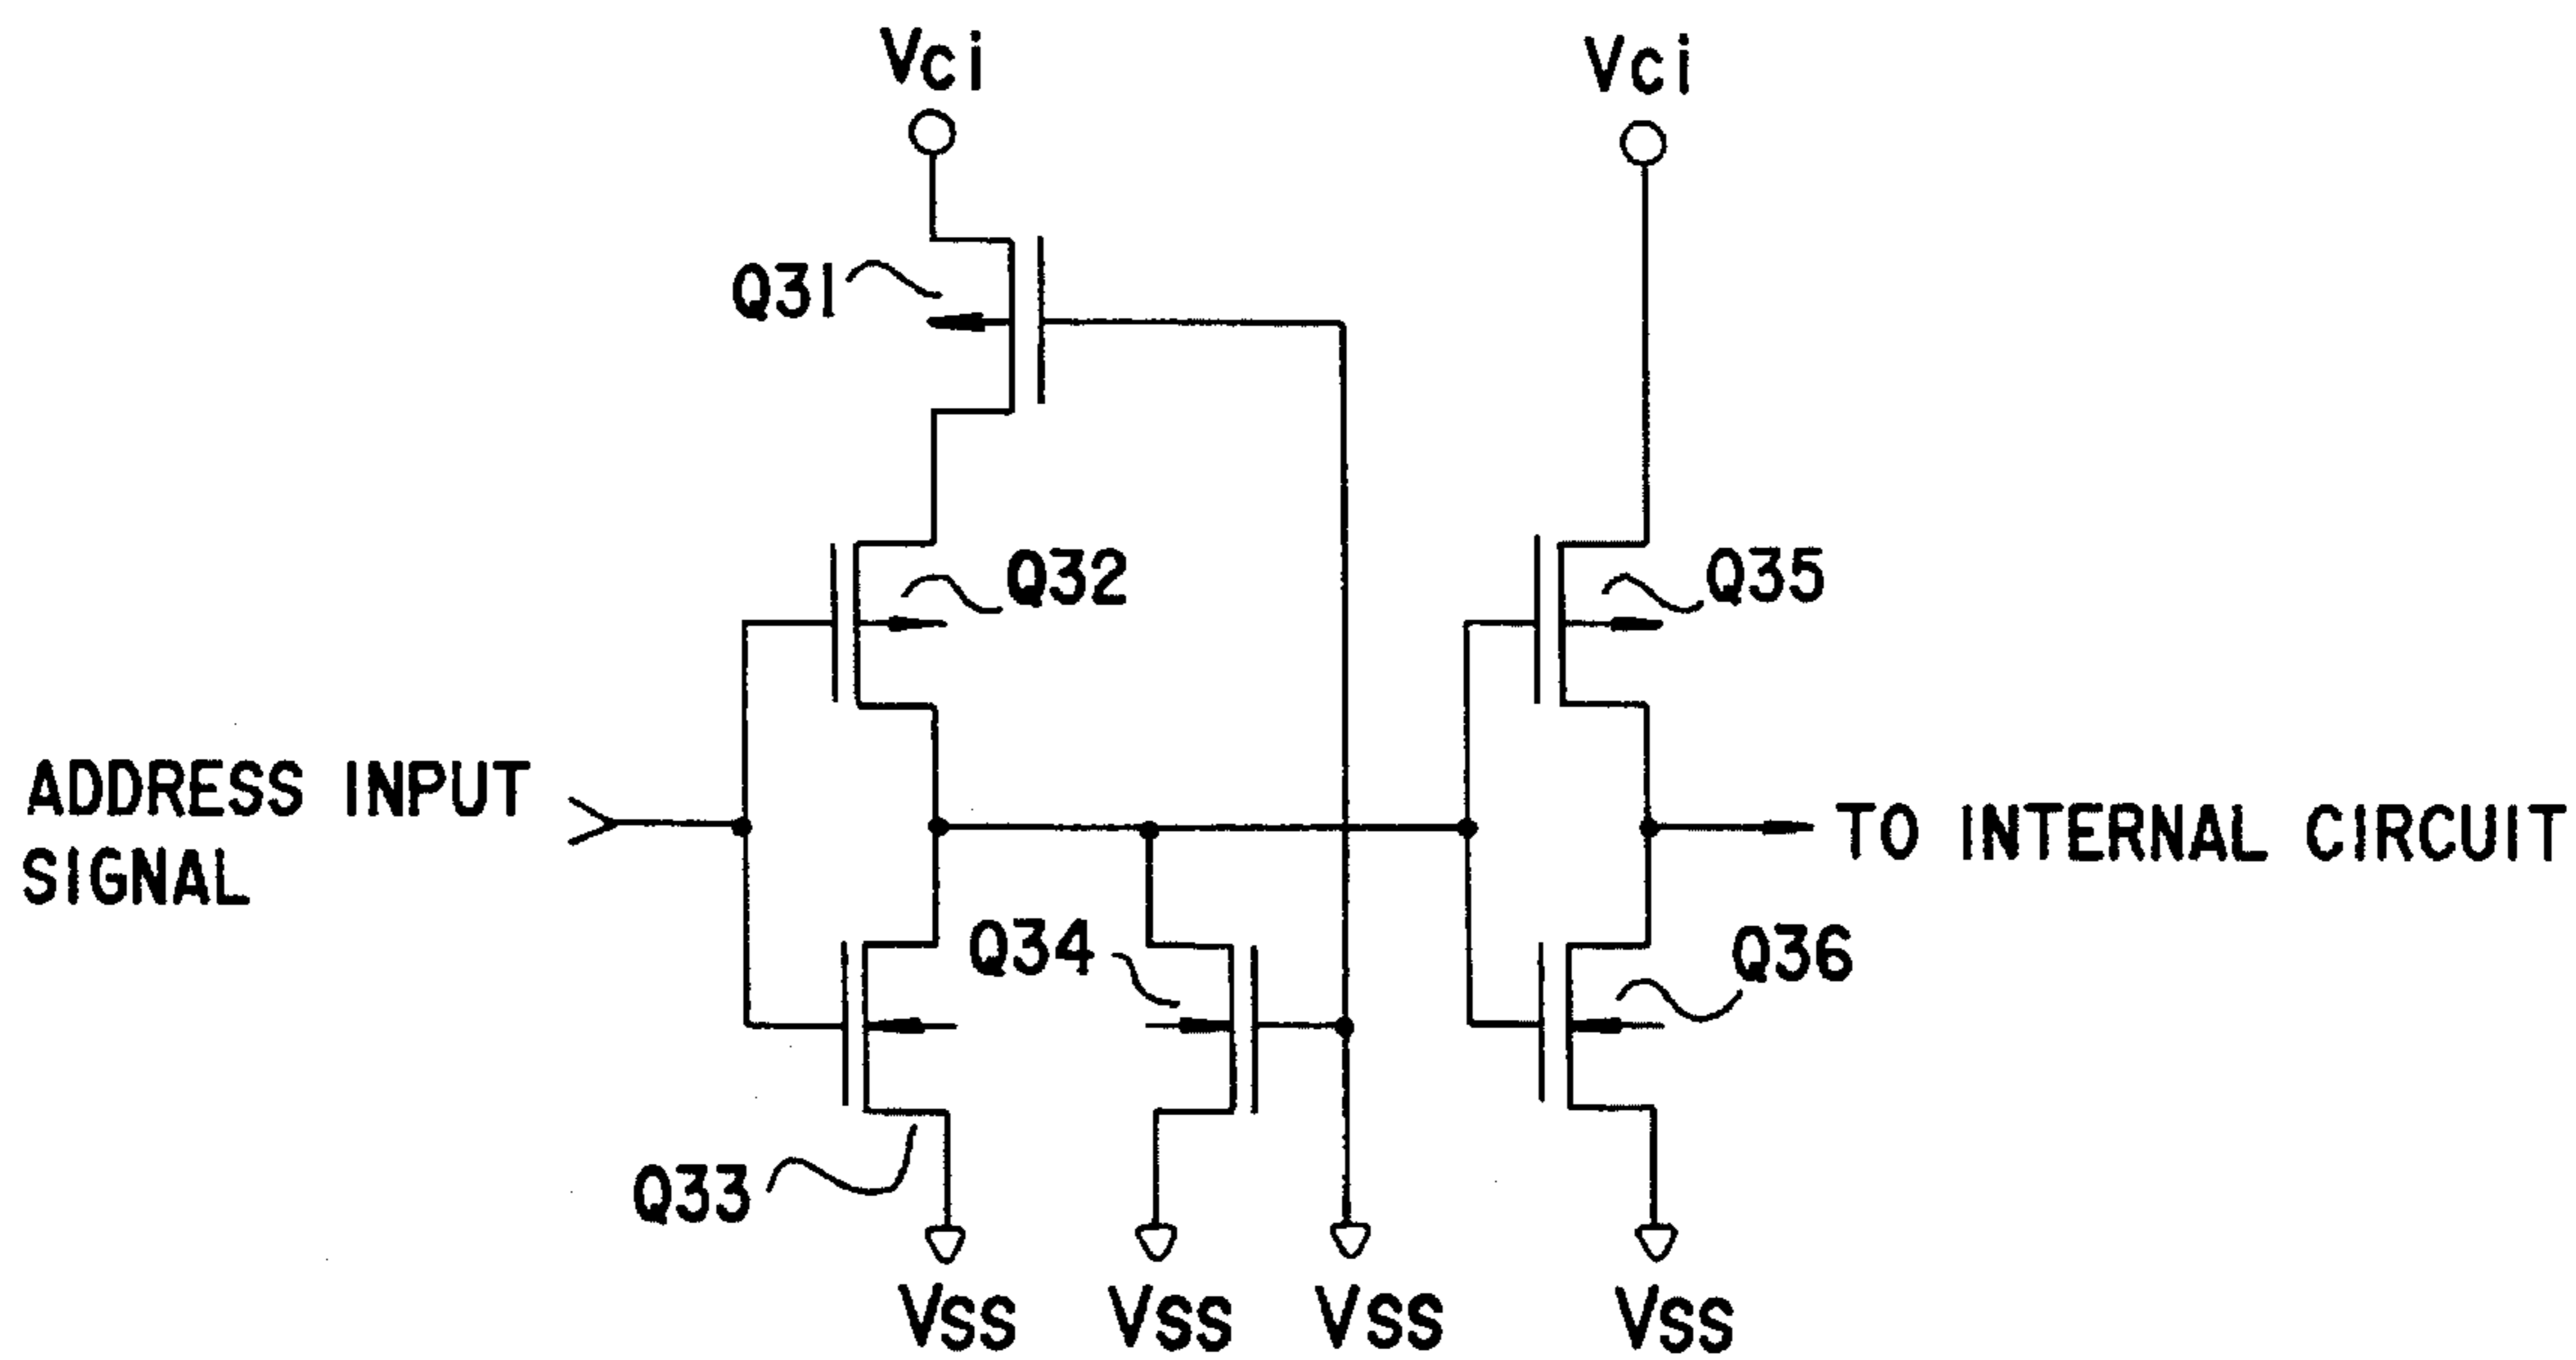 Vci
Vci
Q31
Q32
Q35
ADDRESS INPUT
SIGNAL
TO INTERNAL CIRCUIT
Q34
Q36
Q33
VSS
VSS
VSS
VSS